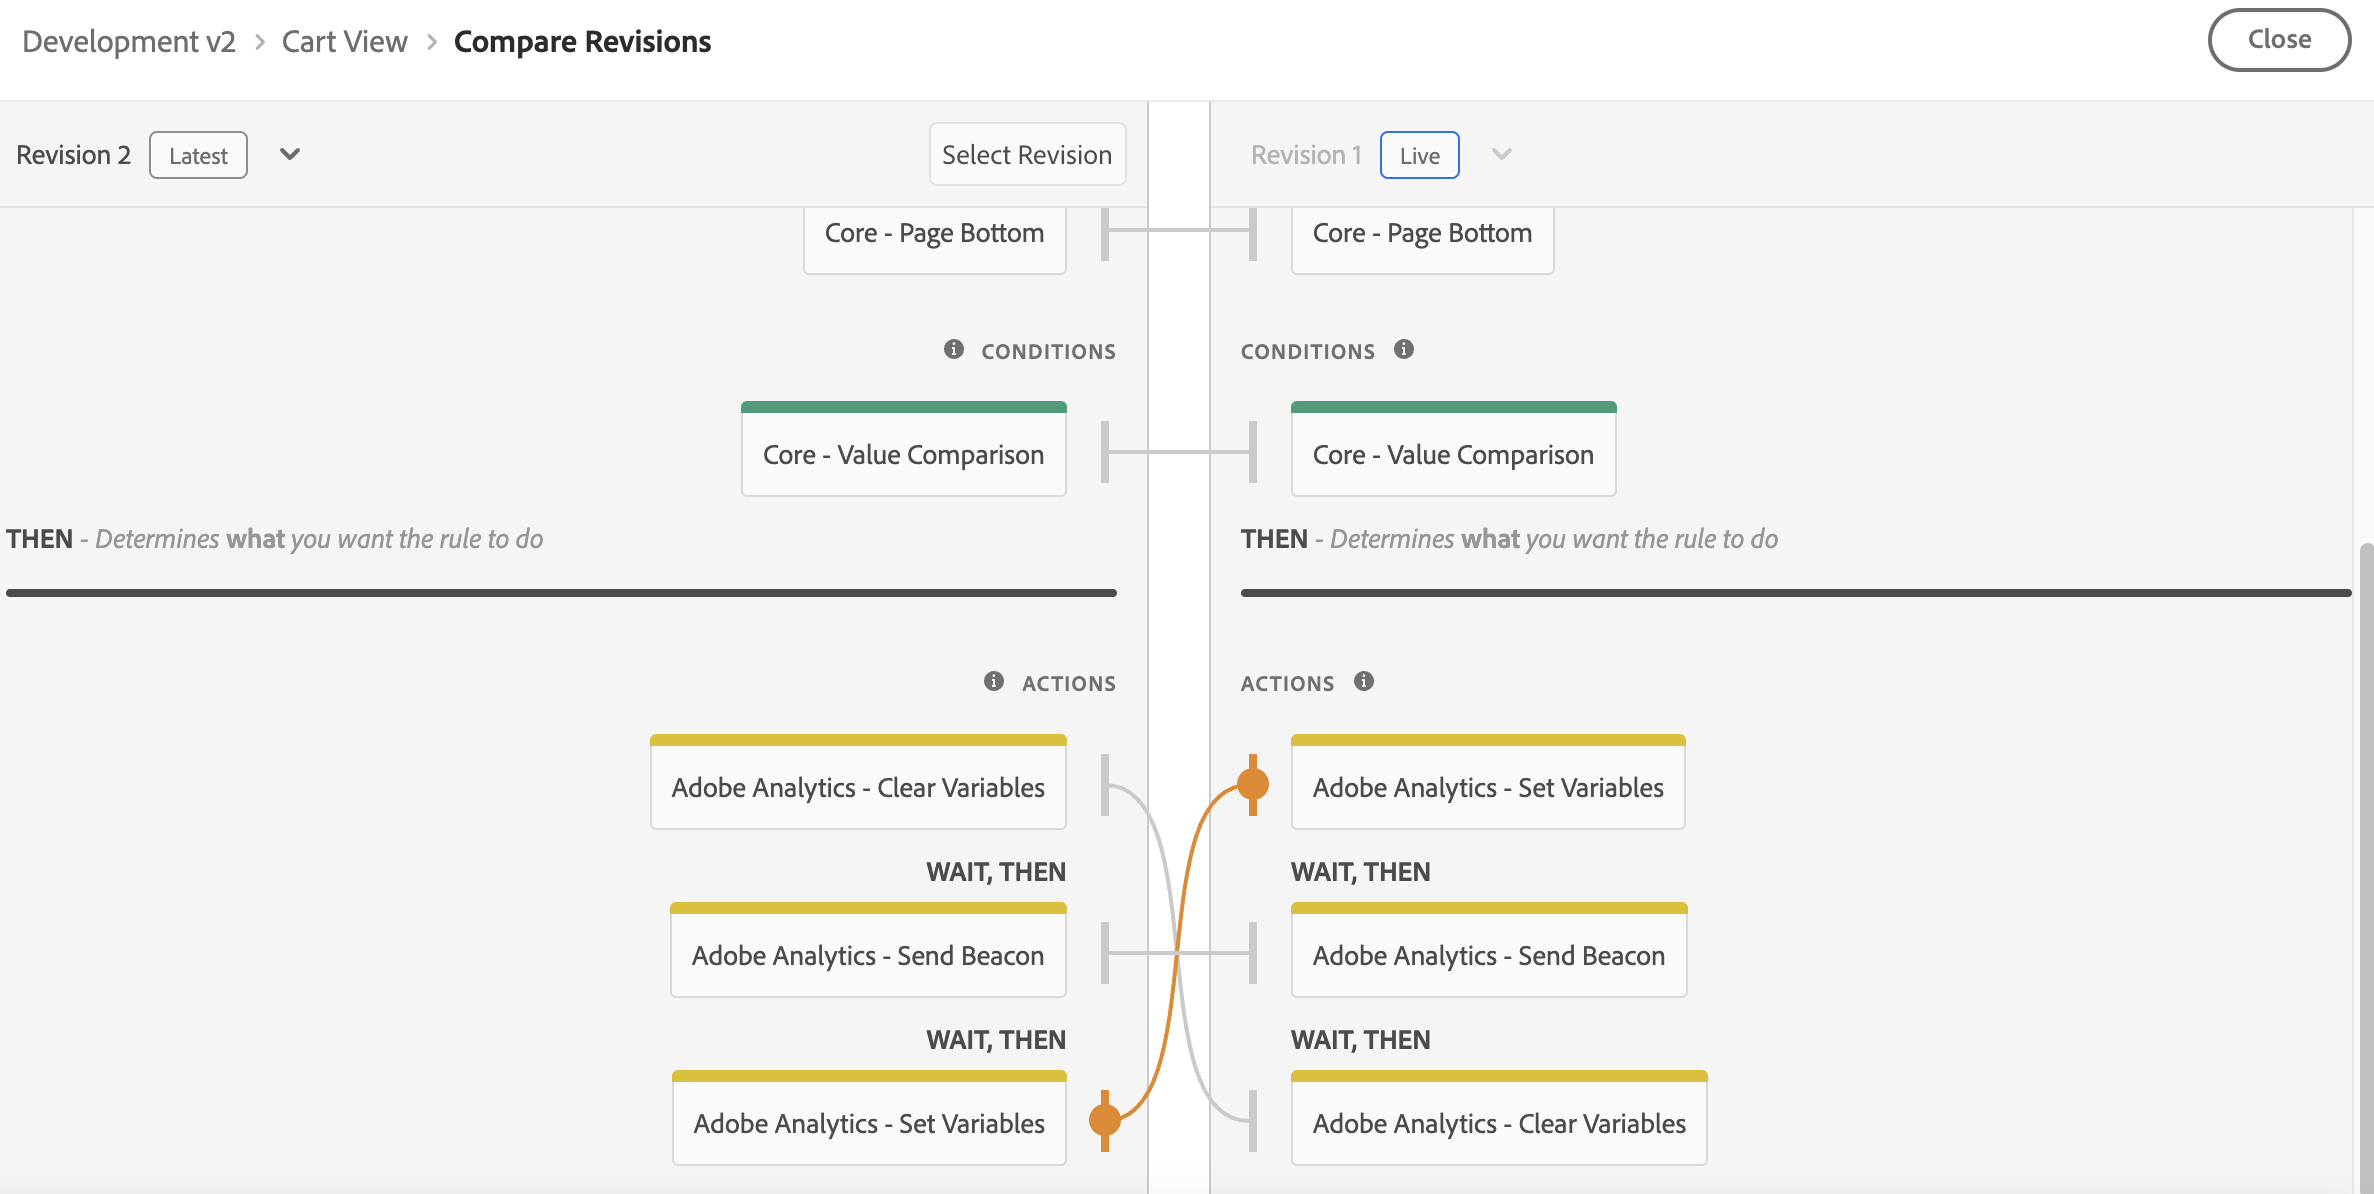 Development v2 > Cart View > Compare Revisions
Close
Revision 2 Latest Select Revision
Revision 1 Live
Core - Page Bottom Core - Page Bottom
CONDITIONS CONDITIONS
Core - Value Comparison Core - Value Comparison
THEN - Determines what you want the rule to do THEN - Determines what you want the rule to do
ACTIONS ACTIONS
Adobe Analytics - Clear Variables Adobe Analytics - Set Variables
WAIT, THEN WAIT, THEN
Adobe Analytics - Send Beacon Adobe Analytics - Send Beacon
WAIT, THEN WAIT, THEN
Adobe Analytics - Set Variables Adobe Analytics - Clear Variables